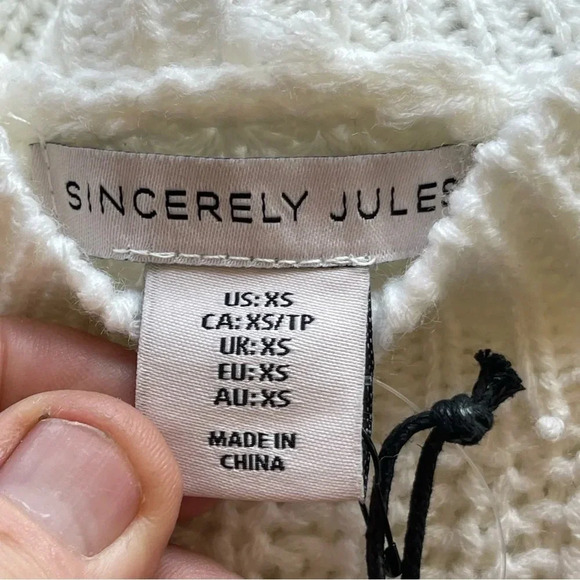 SINCERELY JULES
US: XS
CA: XS/TP
UK: XS
EU: XS
AU: XS
MADE IN
CHINA